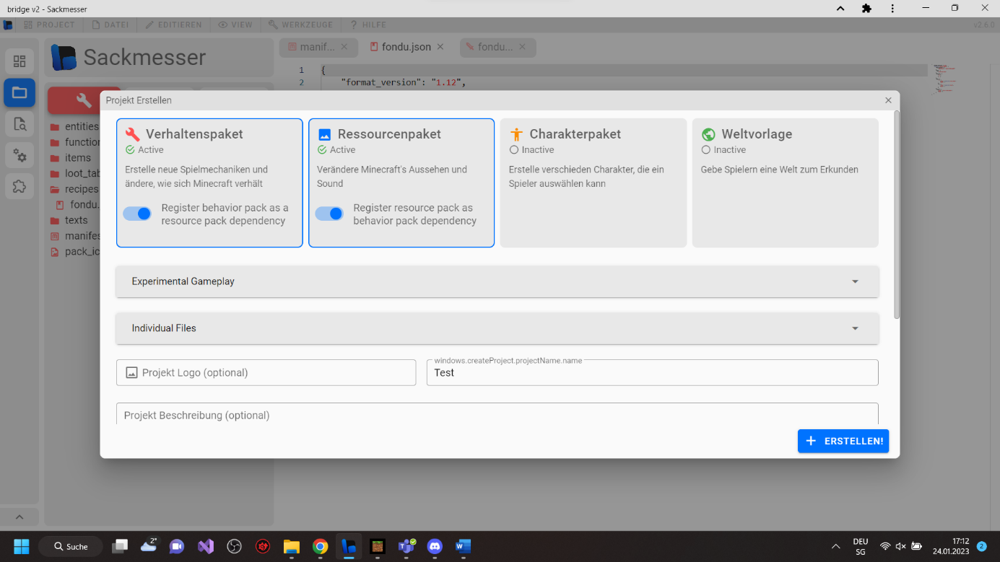 bridge v2 - Sackmesser
PROJECT DATEI EDITIEREN VIEW WERKZEUGE HILFE v2.6.0
Sackmesser
manif... fondu.json fondu...
1 {
2 "format_version": "1.12",
entities
function
items
loot_tab
recipes
fondu.
texts
manifes
pack_ic
Projekt Erstellen
Verhaltenspaket
Active
Erstelle neue Spielmechaniken und
ändere, wie sich Minecraft verhält
Register behavior pack as a
resource pack dependency
Ressourcenpaket
Active
Verändere Minecraft's Aussehen und
Sound
Register resource pack as
behavior pack dependency
Charakterpaket
Inactive
Erstelle verschieden Charakter, die ein
Spieler auswählen kann
Weltvorlage
Inactive
Gebe Spielern eine Welt zum Erkunden
Experimental Gameplay
Individual Files
Projekt Logo (optional)
windows.createProject.projectName.name
Test
Projekt Beschreibung (optional)
ERSTELLEN!
Suche
2°
DEU
SG
17:12
24.01.2023
2